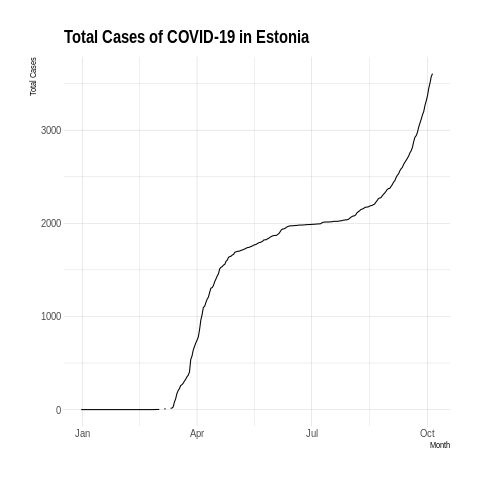 Total Cases of COVID-19 in Estonia
Total Cases
3000
2000
1000
0
Jan
Apr
Jul
Oct
Month